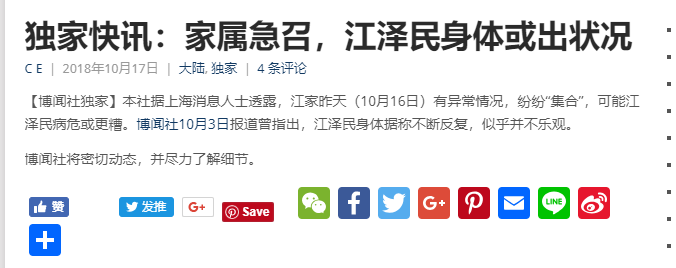 独家快讯：家属急召，江泽民身体或出状况
C E | 2018年10月17日 | 大陆, 独家 | 4 条评论
【博闻社独家】本社据上海消息人士透露，江家昨天（10月16日）有异常情况，纷纷“集合”，可能江
泽民病危或更糟。博闻社10月3日报道曾指出，江泽民身体据称不断反复，似乎并不乐观。
博闻社将密切动态，并尽力了解细节。
赞 发推 G+ Save G+ LINE